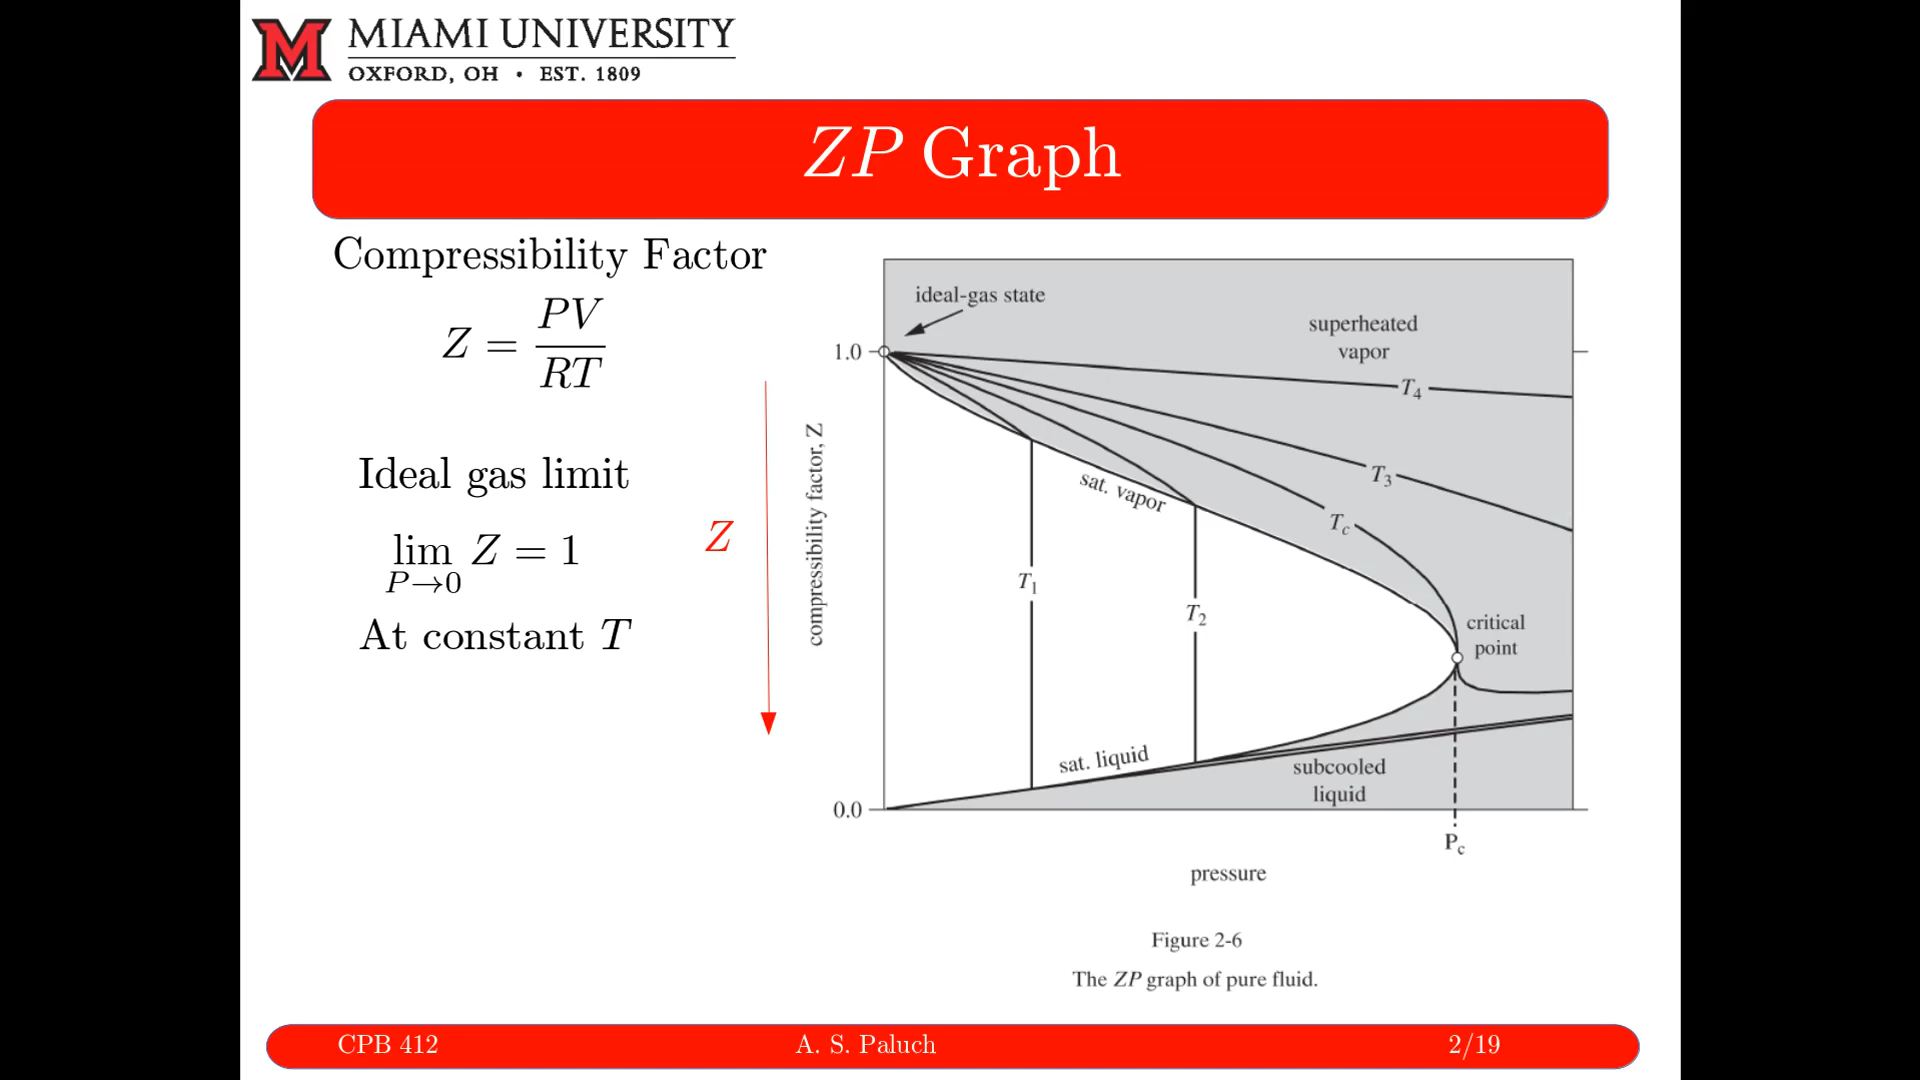 MIAMI UNIVERSITY
OXFORD, OH • EST. 1809
ZP Graph
Compressibility Factor
Z = PV / RT
Ideal gas limit
lim Z = 1
P→0
At constant T
Z
ideal-gas state
superheated
vapor
1.0
T4
T3
Tc
sat. vapor
compressibility factor, Z
T1
T2
critical
point
sat. liquid
subcooled
liquid
0.0
Pc
pressure
Figure 2-6
The ZP graph of pure fluid.
CPB 412
A. S. Paluch
2/19